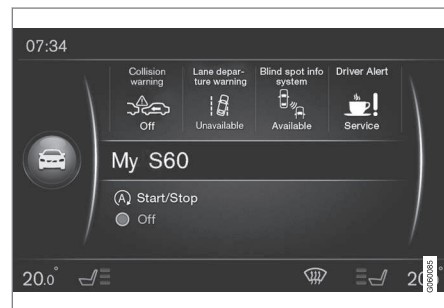 07:34
Collision
warning
Off
Lane depar-
ture warning
Unavailable
Blind spot info
system
Available
Driver Alert
Service
My S60
A Start/Stop
Off
20.0°
20
G060085